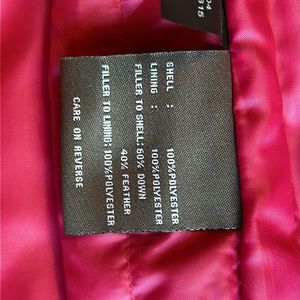 SHELL : 100%POLYESTER
LINING : 100%POLYESTER
FILLER TO SHELL: 60% DOWN
40% FEATHER
FILLER TO LINING: 100%POLYESTER
CARE ON REVERSE